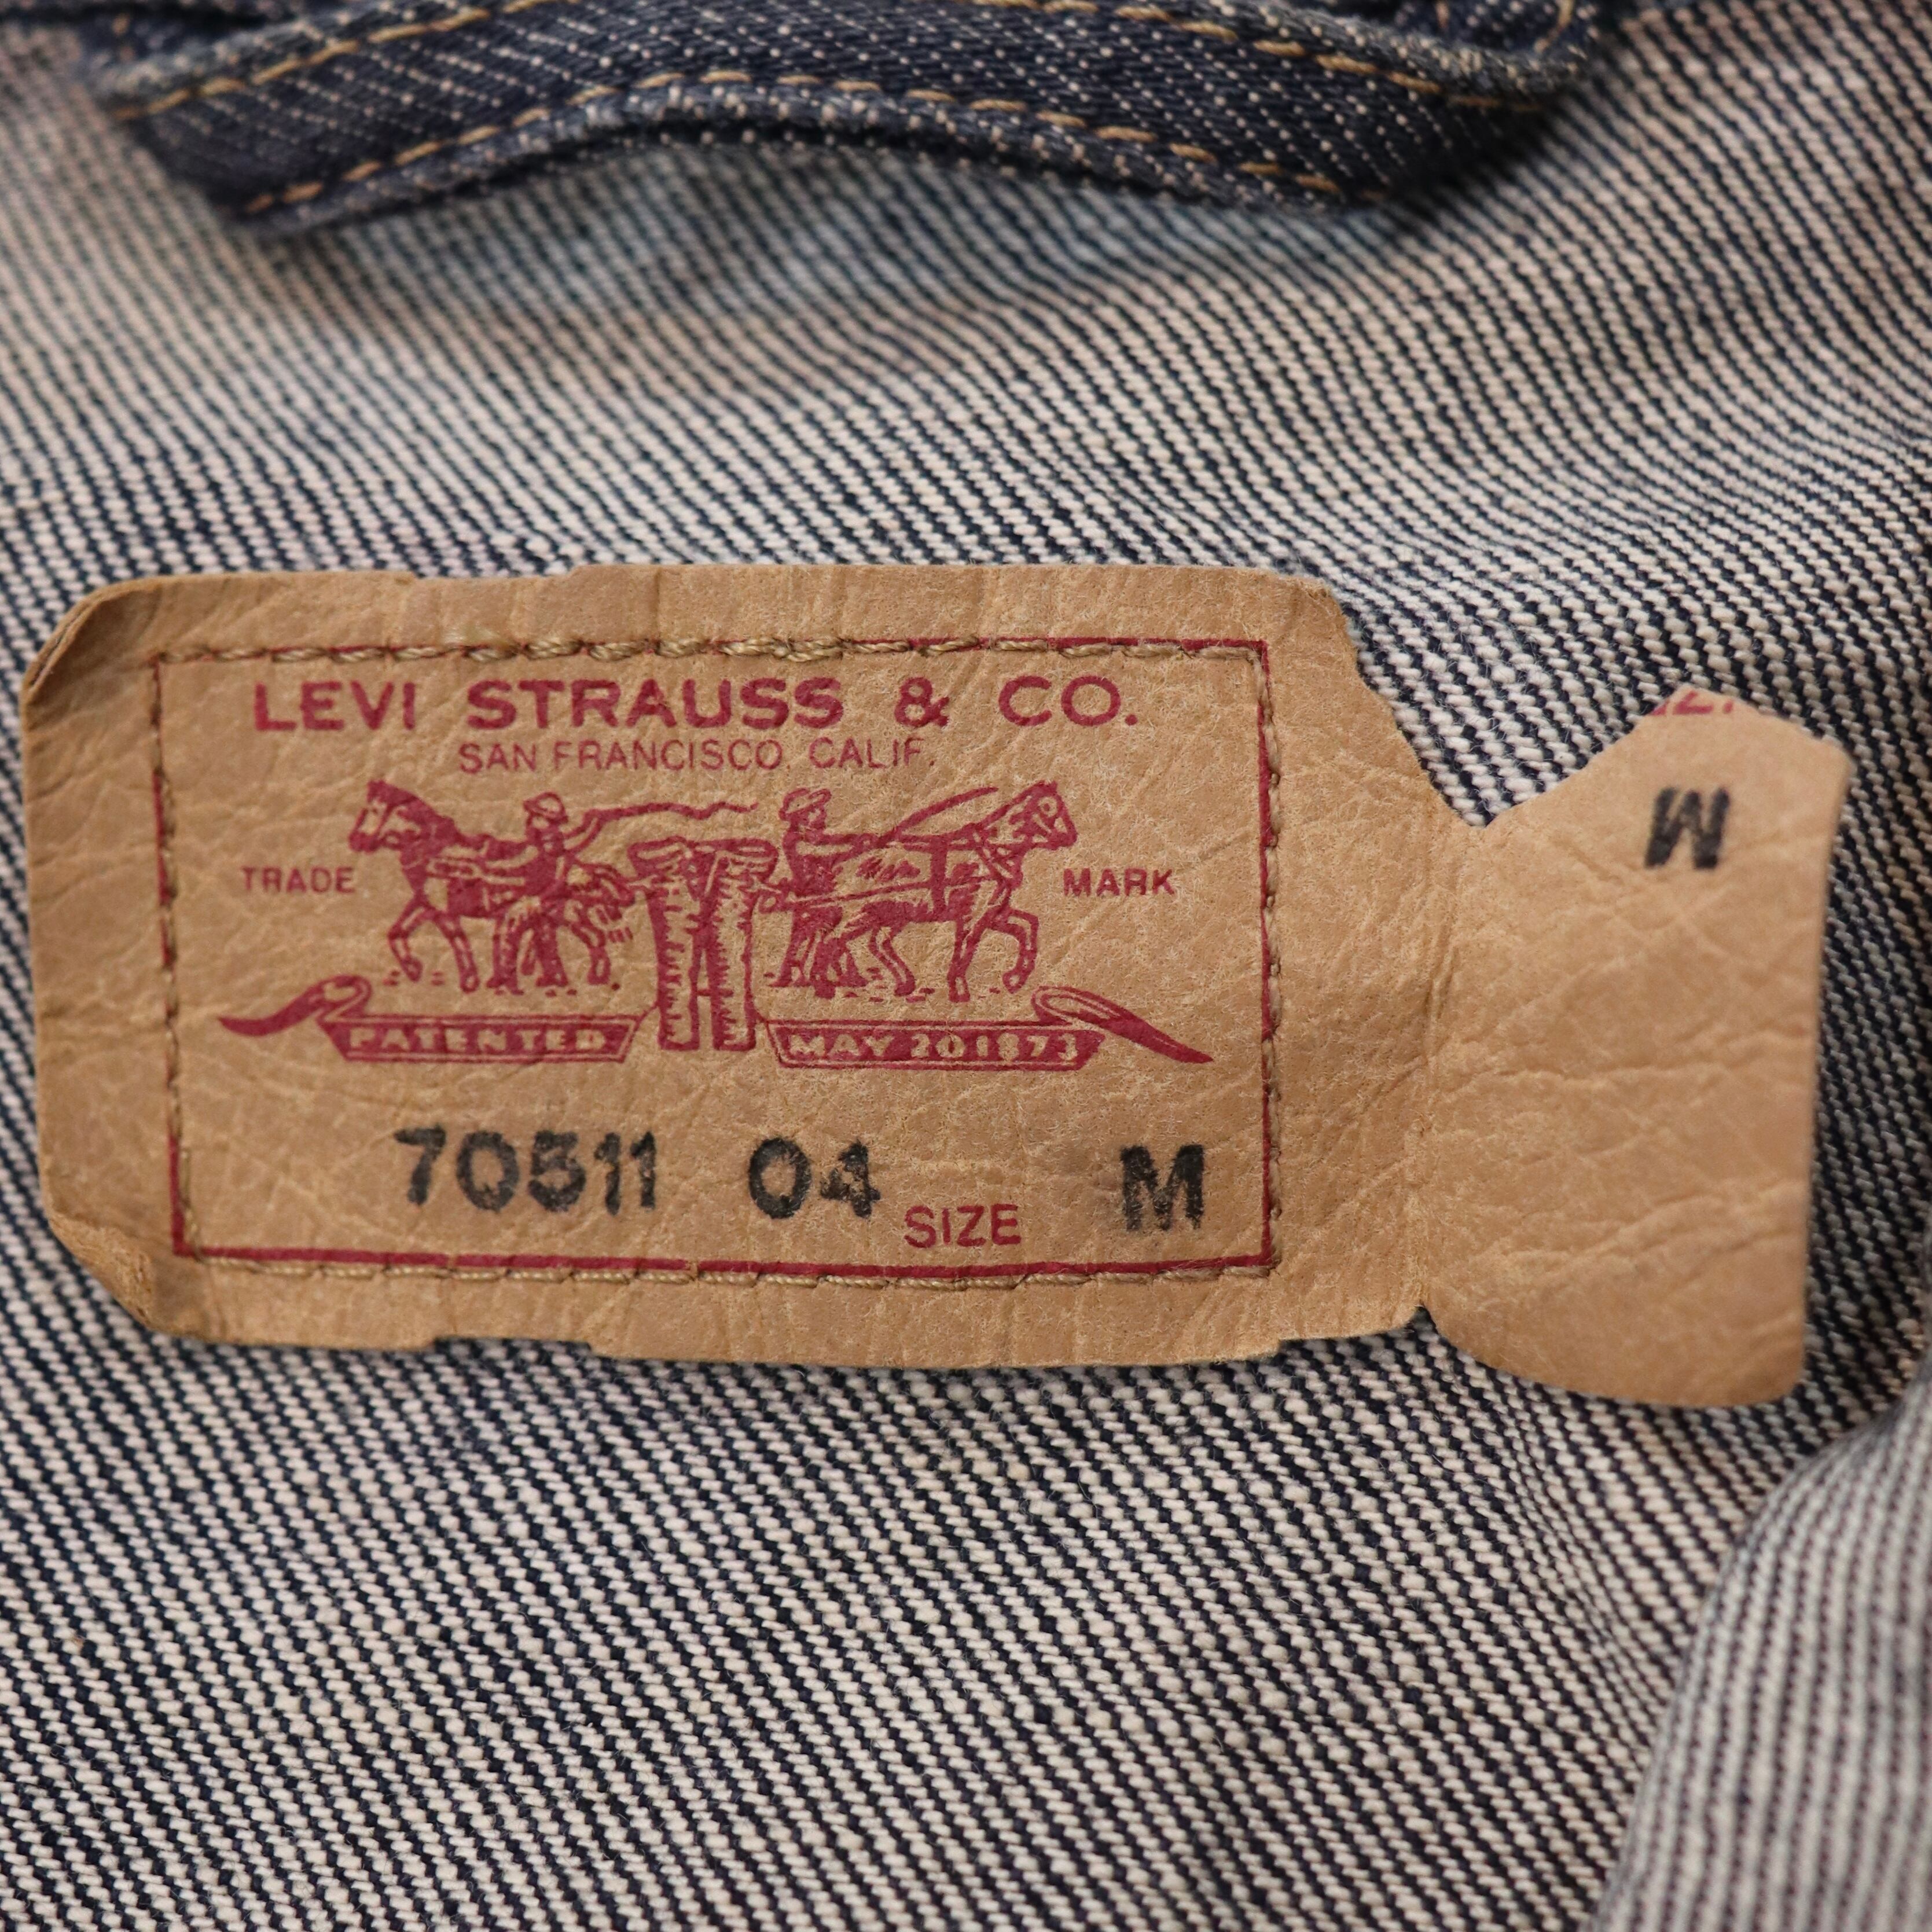 LEVI STRAUSS & CO.
SAN FRANCISCO, CALIF.
TRADE MARK
PATENTED MAY 20 1873
70511 04 SIZE M
M